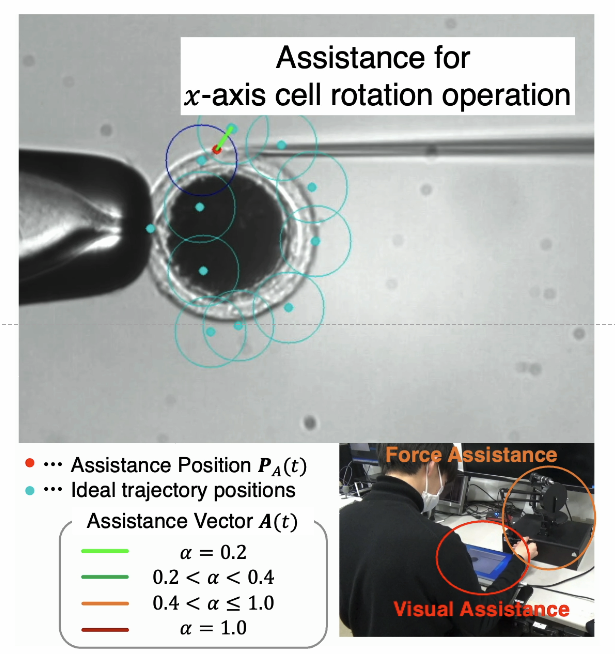 Assistance for
x-axis cell rotation operation
••• Assistance Position P_A(t)
••• Ideal trajectory positions
Assistance Vector A(t)
α = 0.2
0.2 < α < 0.4
0.4 < α ≤ 1.0
α = 1.0
Force Assistance
Visual Assistance